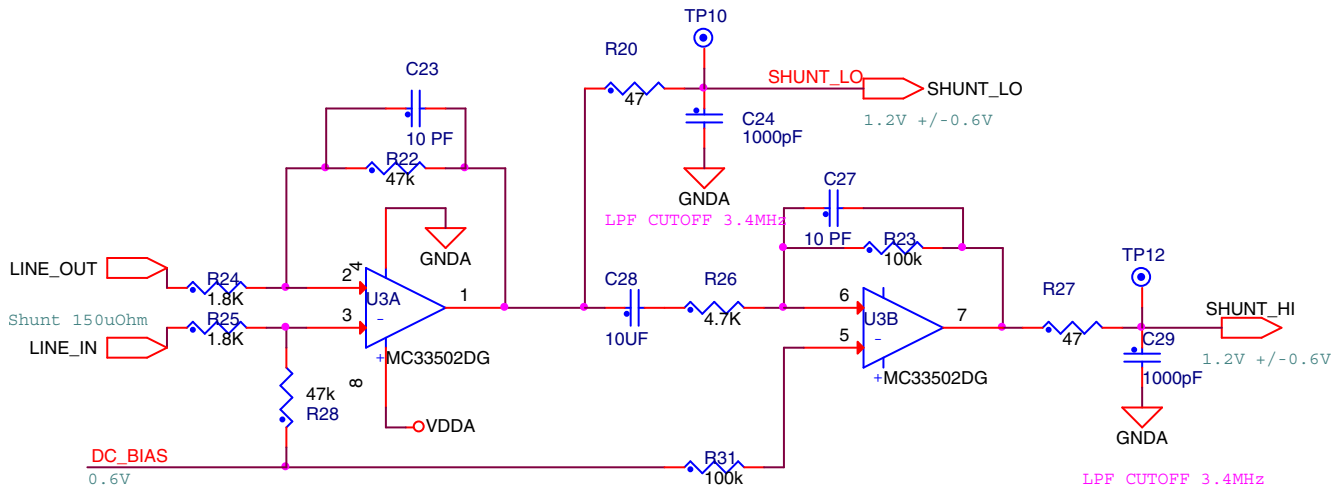 TP10
R20
47
SHUNT_LO
SHUNT_LO
1.2V +/-0.6V
C24
1000pF
GNDA
LPF CUTOFF 3.4MHz
C23
10 PF
R22
47k
GNDA
LINE_OUT
R24
1.8K
Shunt 150uOhm
R25
1.8K
LINE_IN
2
3
4
U3A
-
+
MC33502DG
1
8
VDDA
47k
R28
DC_BIAS
0.6V
C28
10UF
R26
4.7K
C27
10 PF
R23
100k
6
5
U3B
-
+
MC33502DG
7
R31
100k
R27
47
TP12
SHUNT_HI
1.2V +/-0.6V
C29
1000pF
GNDA
LPF CUTOFF 3.4MHz